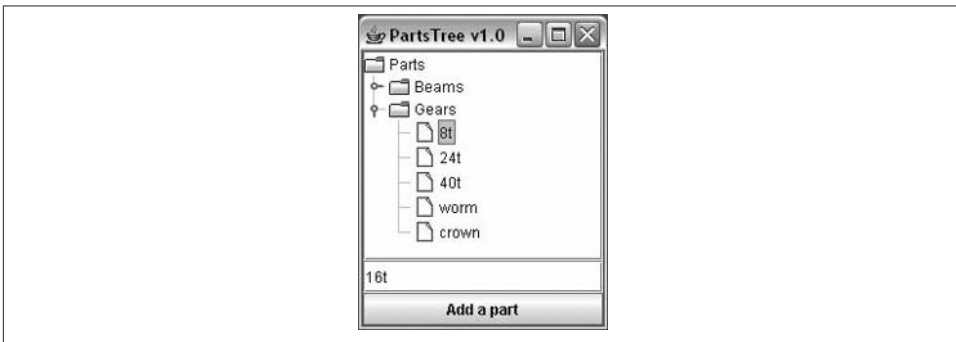 PartsTree v1.0
Parts
Beams
Gears
8t
24t
40t
worm
crown
16t
Add a part